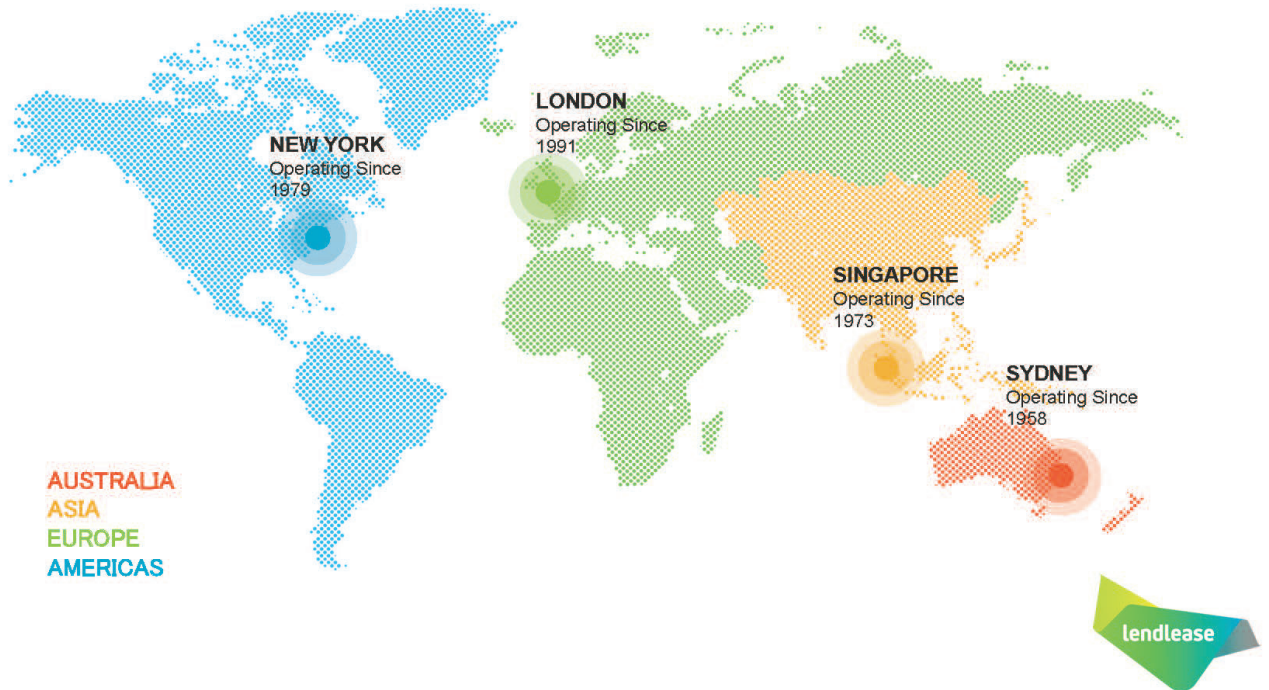 LONDON
Operating Since
1991
NEW YORK
Operating Since
1979
SINGAPORE
Operating Since
1973
SYDNEY
Operating Since
1958
AUSTRALIA
ASIA
EUROPE
AMERICAS
lendlease